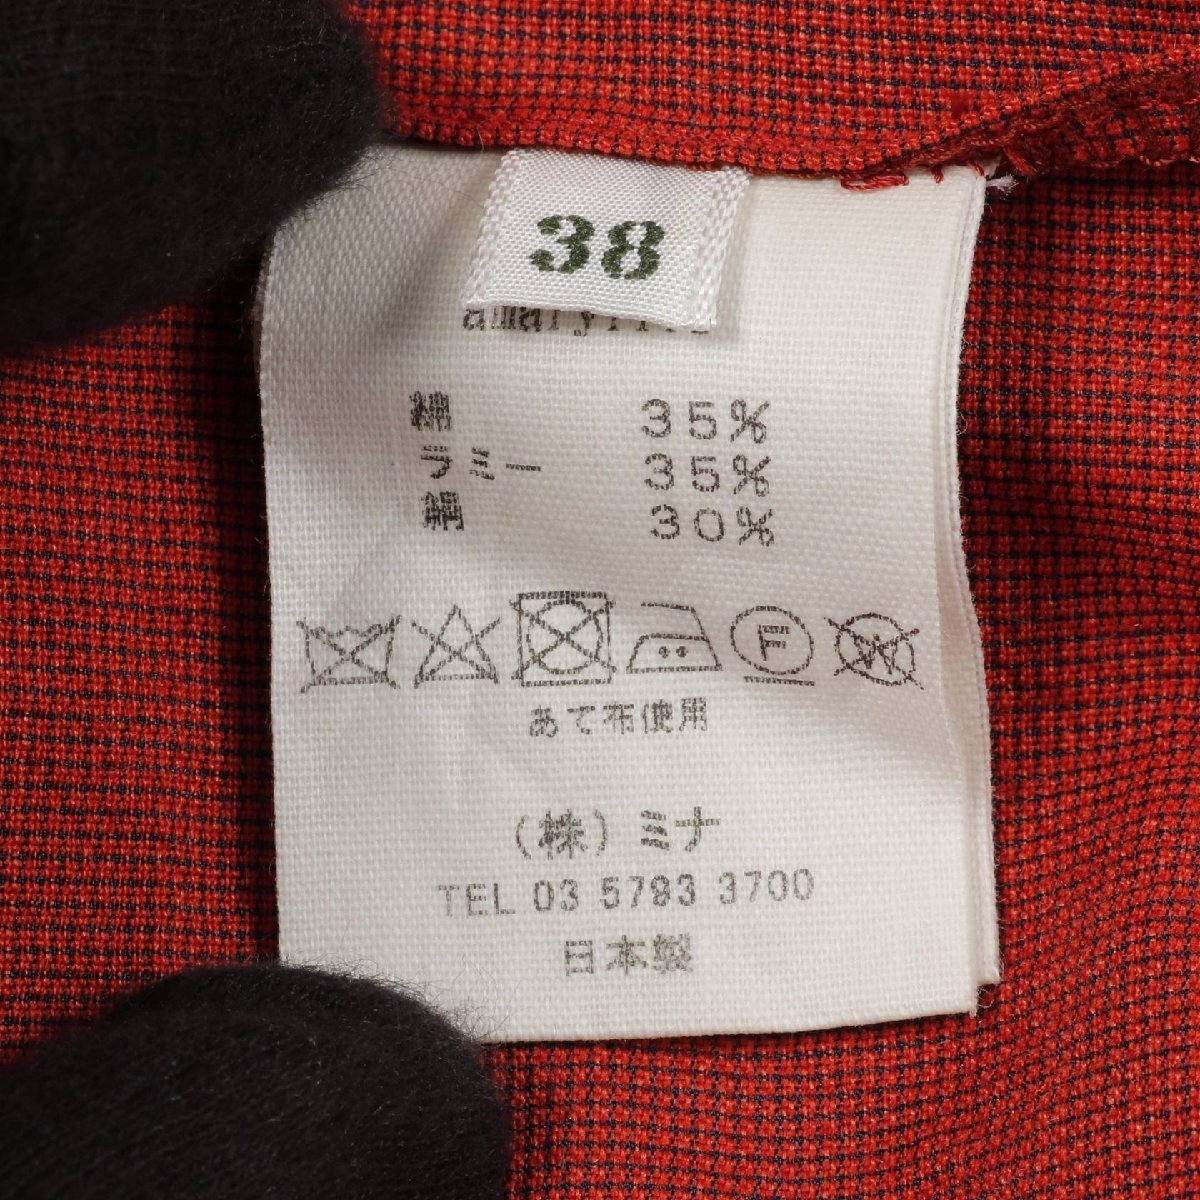 38
綿 35%
ラミー 35%
絹 30%
F
W
あて布使用
(株)ミナ
TEL 03 5793 3700
日本製